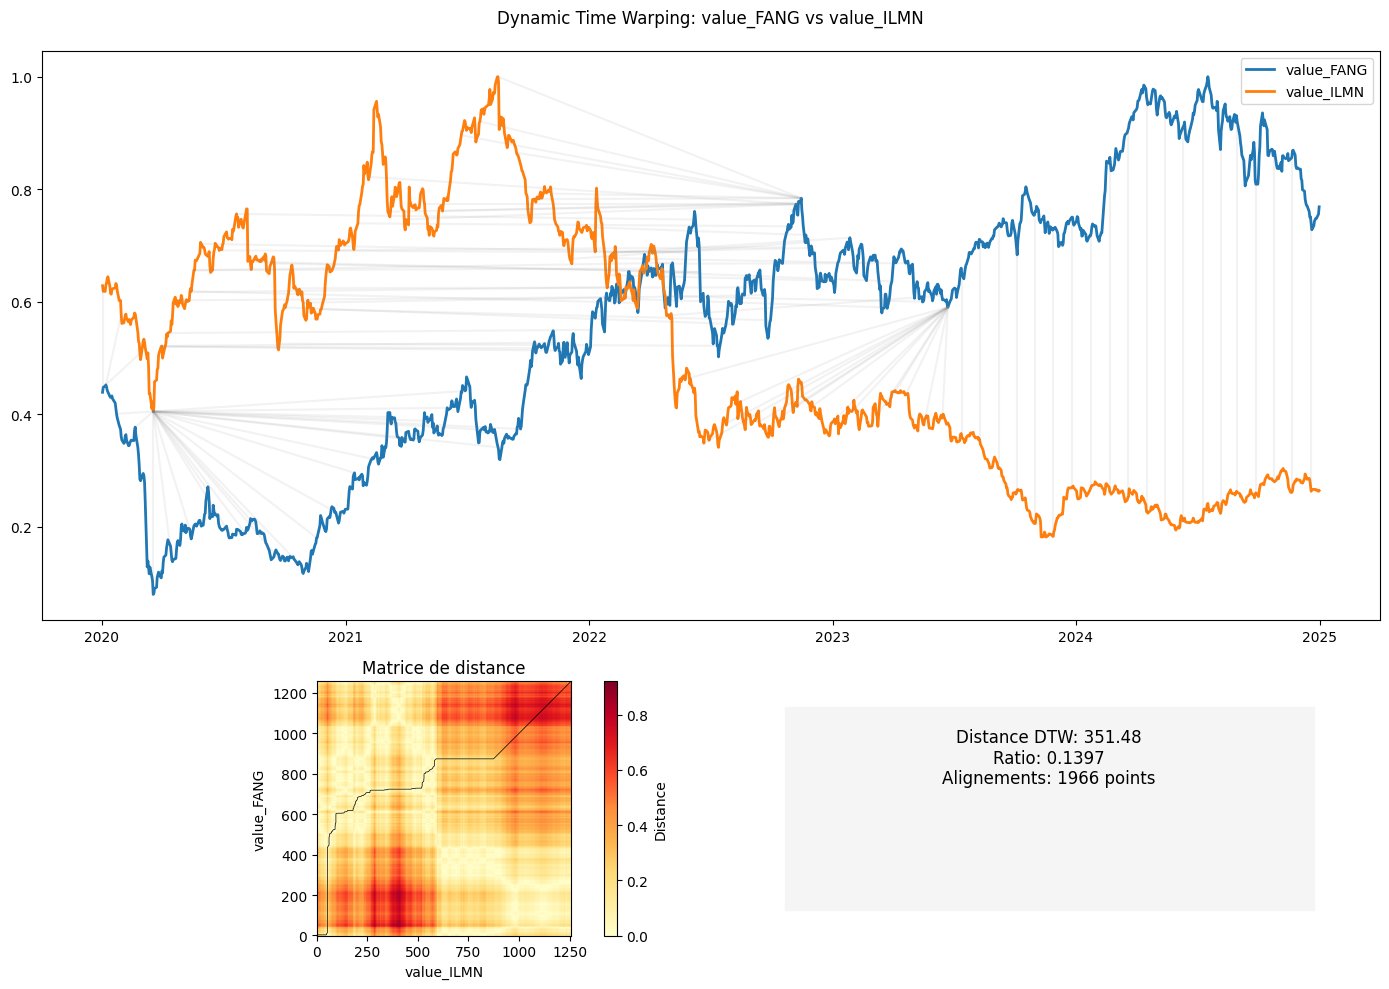 Dynamic Time Warping: value_FANG vs value_ILMN
value_FANG
value_ILMN
1.0
0.8
0.6
0.4
0.2
2020 2021 2022 2023 2024 2025
Matrice de distance
value_FANG
1200
1000
800
600
400
200
0
0 250 500 750 1000 1250
value_ILMN
0.8
0.6
0.4
0.2
0.0
Distance
Distance DTW: 351.48
Ratio: 0.1397
Alignements: 1966 points